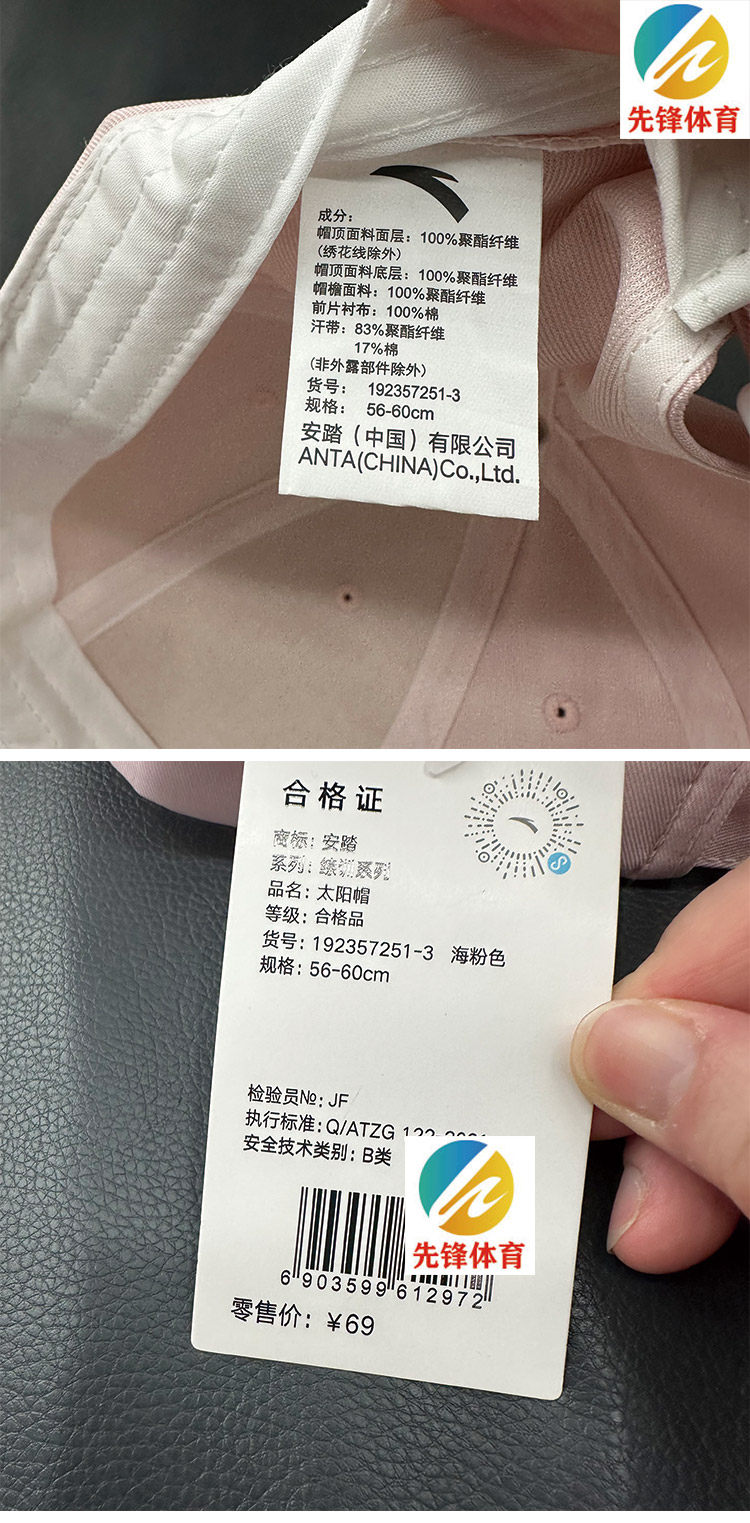 先锋体育
成分：
帽顶面料面层：100%聚酯纤维
(绣花线除外)
帽顶面料底层：100%聚酯纤维
帽檐面料：100%聚酯纤维
前片衬布：100%棉
汗带：83%聚酯纤维
17%棉
(非外露部件除外)
货号： 192357251-3
规格： 56-60cm
安踏（中国）有限公司
ANTA(CHINA)Co.,Ltd.
合格证
商标：安踏
系列：综训系列
品名：太阳帽
等级：合格品
货号：192357251-3 海粉色
规格：56-60cm
检验员№：JF
执行标准：Q/ATZG
安全技术类别：B类
先锋体育
6 903599 612972
零售价：￥69